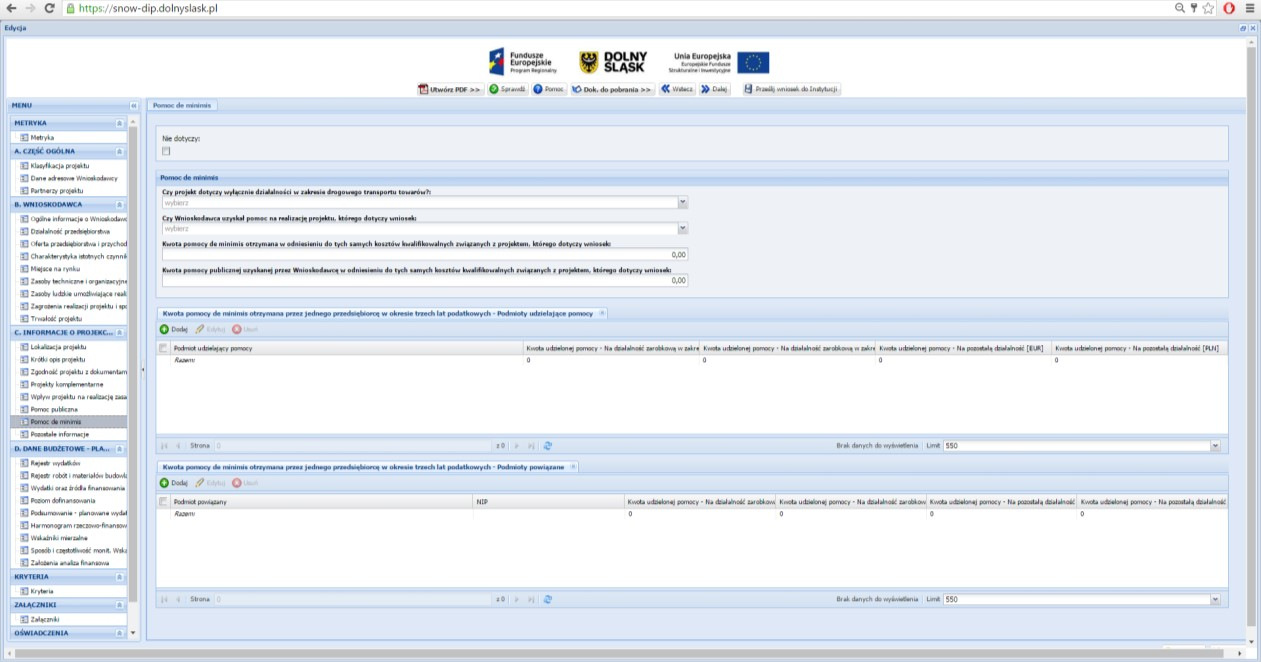 https://snow-dip.dolnyslask.pl
Edycja
Fundusze
Europejskie
Program Regionalny
DOLNY
ŚLĄSK
Unia Europejska
Europejskie Fundusze
Strukturalne i Inwestycyjne
Utwórz PDF >> Sprawdź Pomoc Dok. do pobrania >> Wstecz Dalej Prześlij wniosek do Instytucji
MENU
METRYKA
Metryka
A. CZĘŚĆ OGÓLNA
Klasyfikacja projektu
Dane adresowe Wnioskodawcy
Partnerzy projektu
B. WNIOSKODAWCA
Ogólne informacje o Wnioskodawc
Działalność przedsiębiorstwa
Oferta przedsiębiorstwa i przychod
Charakterystyka istotnych czynnik
Miejsce na rynku
Zasoby techniczne i organizacyjne
Zasoby ludzkie umożliwiające reali
Zagrożenia realizacji projektu i spo
Trwałość projektu
C. INFORMACJE O PROJEKC...
Lokalizacja projektu
Krótki opis projektu
Zgodność projektu z dokumentam
Projekty komplementarne
Wpływ projektu na realizację zasa
Pomoc publiczna
Pomoc de minimis
Pozostałe informacje
D. DANE BUDŻETOWE - PLA...
Rejestr wydatków
Rejestr robót i materiałów budowla
Wydatki oraz źródła finansowania
Poziom dofinansowania
Podsumowanie - planowane wydat
Harmonogram rzeczowo-finansow
Wskaźniki mierzalne
Sposób i częstotliwość monit. Wska
Założenia analiza finansowa
KRYTERIA
Kryteria
ZAŁĄCZNIKI
Załączniki
OŚWIADCZENIA
Pomoc de minimis
Nie dotyczy:
Pomoc de minimis
Czy projekt dotyczy wyłącznie działalności w zakresie drogowego transportu towarów?:
wybierz
Czy Wnioskodawca uzyskał pomoc na realizację projektu, którego dotyczy wniosek:
wybierz
Kwota pomocy de minimis otrzymana w odniesieniu do tych samych kosztów kwalifikowalnych związanych z projektem, którego dotyczy wniosek:
0,00
Kwota pomocy publicznej uzyskanej przez Wnioskodawcę w odniesieniu do tych samych kosztów kwalifikowalnych związanych z projektem, którego dotyczy wniosek:
0,00
Kwota pomocy de minimis otrzymana przez jednego przedsiębiorcę w okresie trzech lat podatkowych - Podmioty udzielające pomocy
Dodaj Edytuj Usuń
Podmiot udzielający pomocy Kwota udzielonej pomocy - Na działalność zarobkową w zakre Kwota udzielonej pomocy - Na działalność zarobkową w zakre Kwota udzielonej pomocy - Na pozostałą działalność [EUR] Kwota udzielonej pomocy - Na pozostałą działalność [PLN]
Razem: 0 0 0 0
Strona 0 z 0 Brak danych do wyświetlenia Limit 550
Kwota pomocy de minimis otrzymana przez jednego przedsiębiorcę w okresie trzech lat podatkowych - Podmioty powiązane
Dodaj Edytuj Usuń
Podmiot powiązany NIP Kwota udzielonej pomocy - Na działalność zarobkow Kwota udzielonej pomocy - Na działalność zarobkow Kwota udzielonej pomocy - Na pozostałą działalność Kwota udzielonej pomocy - Na pozostałą działalność
Razem: 0 0 0 0
Strona 0 z 0 Brak danych do wyświetlenia Limit 550